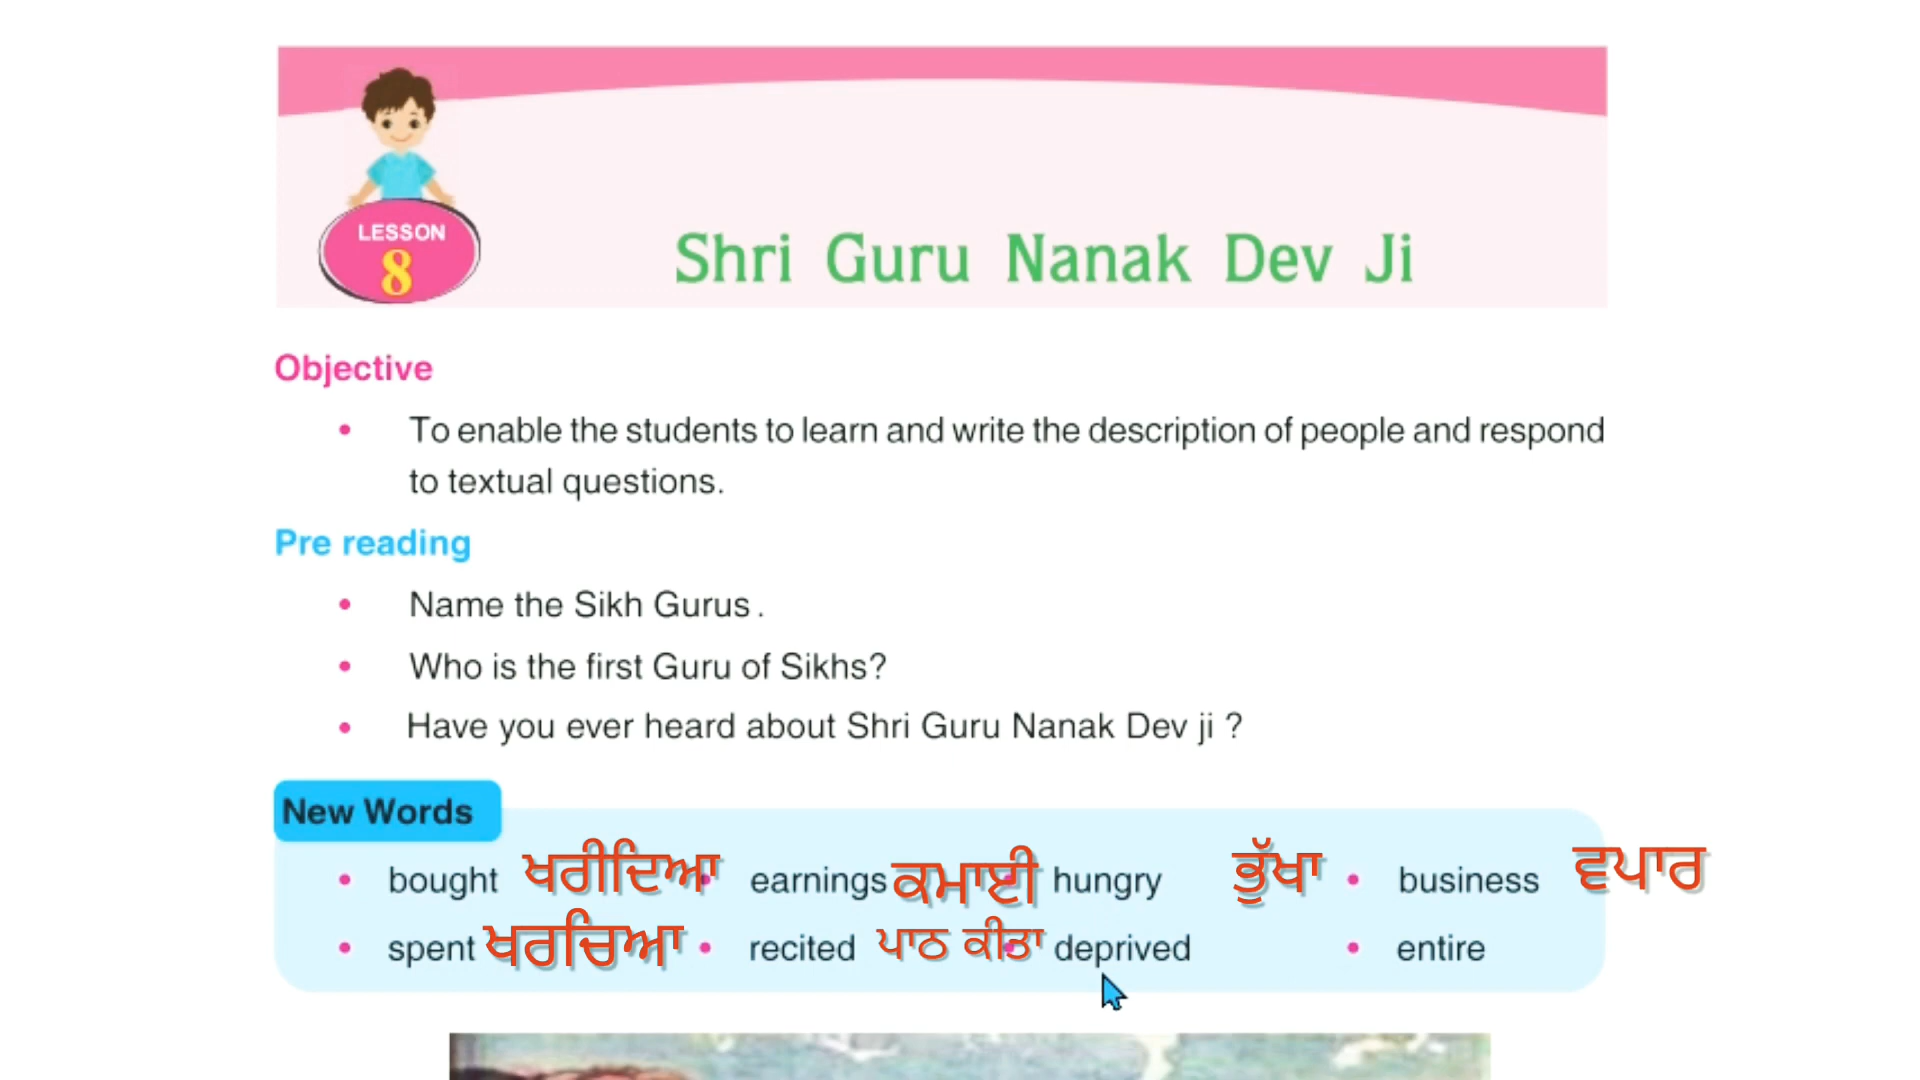 LESSON
8
Shri Guru Nanak Dev Ji
Objective
• To enable the students to learn and write the description of people and respond
to textual questions.
Pre reading
• Name the Sikh Gurus .
• Who is the first Guru of Sikhs?
• Have you ever heard about Shri Guru Nanak Dev ji ?
New Words
• bought ਖਰੀਦਿਆ • earnings ਕਮਾਈ • hungry ਭੁੱਖਾ • business ਵਪਾਰ
• spent ਖਰਚਿਆ • recited ਪਾਠ ਕੀਤਾ • deprived • entire